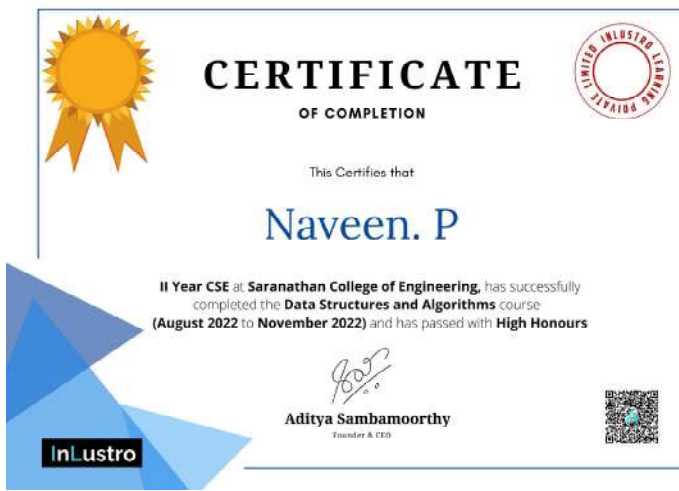 CERTIFICATE
INLUSTRO LEARNING PRIVATE LIMITED
OF COMPLETION
This Certifies that
Naveen. P
II Year CSE at Saranathan College of Engineering, has successfully
completed the Data Structures and Algorithms course
(August 2022 to November 2022) and has passed with High Honours
Aditya Sambamoorthy
Founder & CEO
InLustro